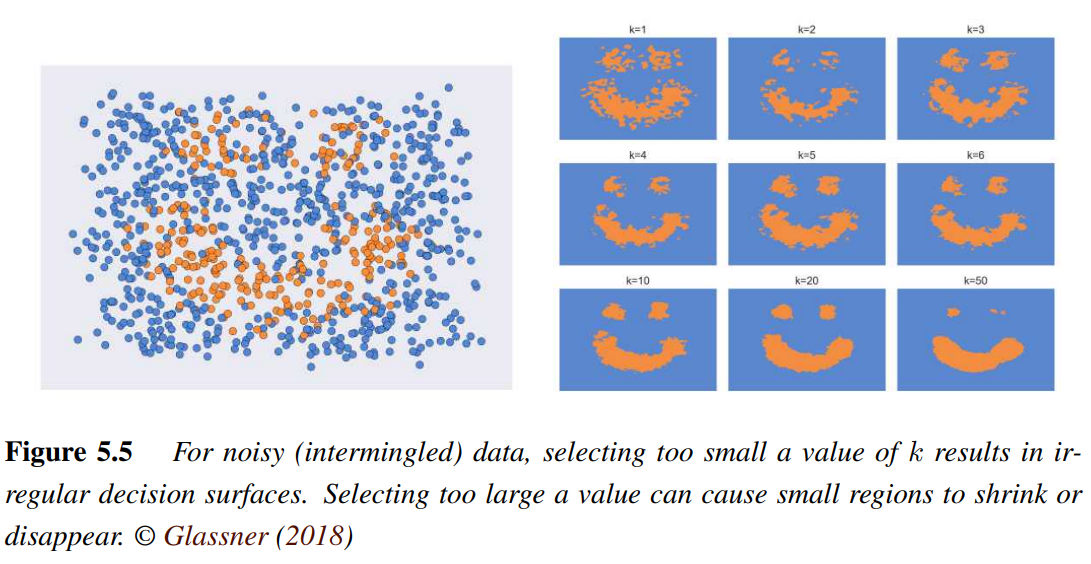 k=1
k=2
k=3
k=4
k=5
k=6
k=10
k=20
k=50
Figure 5.5 For noisy (intermingled) data, selecting too small a value of k results in ir-
regular decision surfaces. Selecting too large a value can cause small regions to shrink or
disappear. © Glassner (2018)